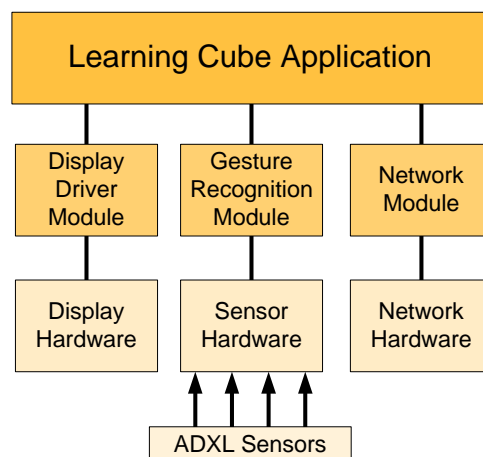 Learning Cube Application
Display
Driver
Module
Gesture
Recognition
Module
Network
Module
Display
Hardware
Sensor
Hardware
Network
Hardware
ADXL Sensors